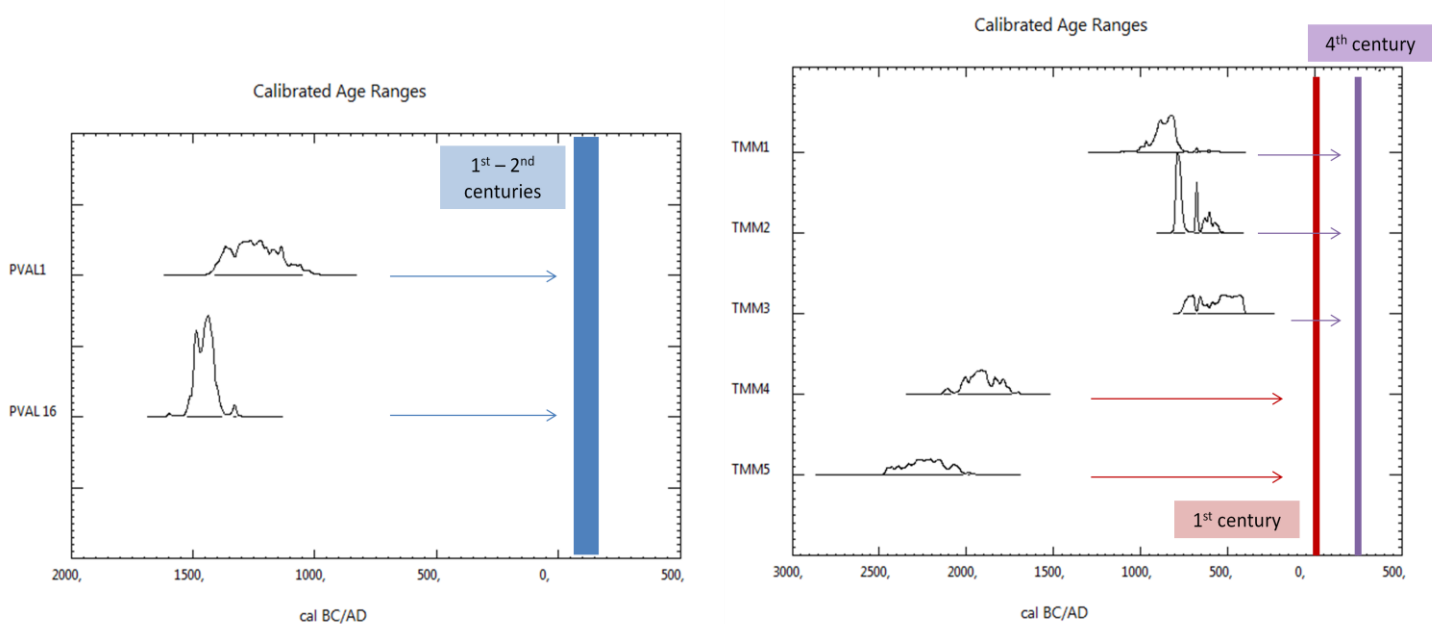 Calibrated Age Ranges
1st – 2nd
centuries
PVAL1
PVAL 16
2000, 1500, 1000, 500, 0, 500,
cal BC/AD
Calibrated Age Ranges
4th century
TMM1
TMM2
TMM3
TMM4
TMM5
1st century
3000, 2500, 2000, 1500, 1000, 500, 0, 500,
cal BC/AD